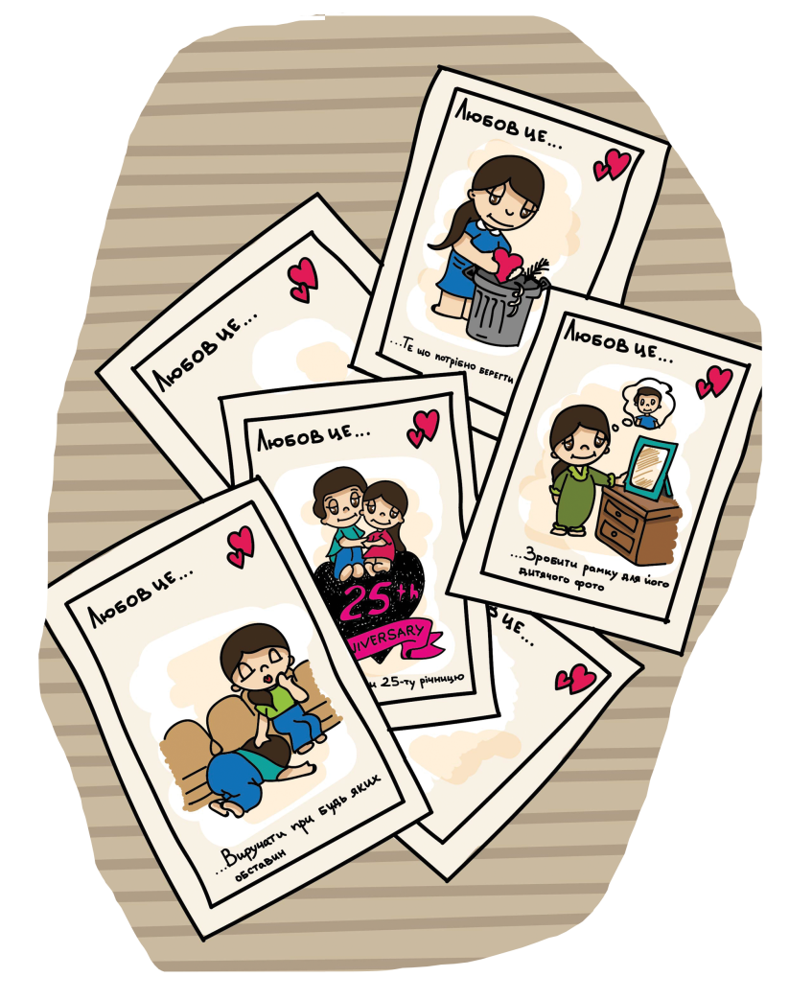 Любов це...
...Те що потрібно берегти
Любов це...
Любов це...
...Зробити рамку для його
дитячого фото
Любов це...
25th
25-ту річницю
Любов це...
...Виручати при будь яких
обставин
це...